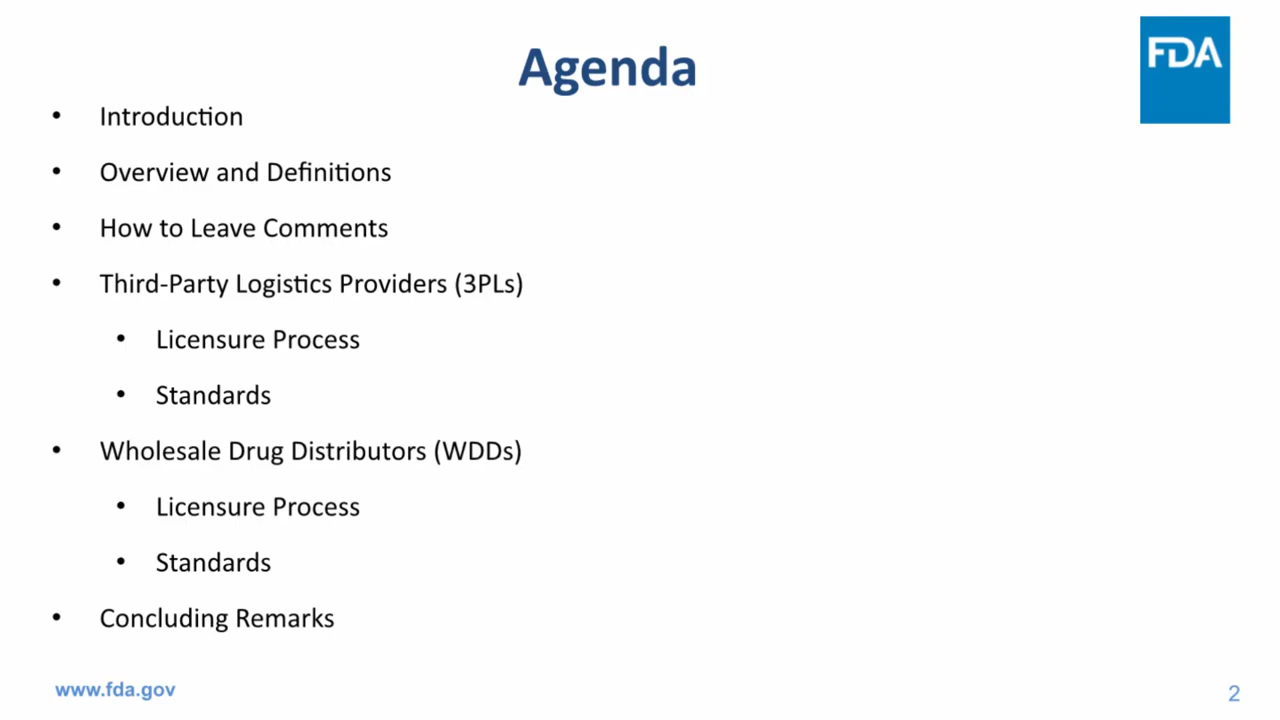 Agenda
FDA
• Introduction
• Overview and Definitions
• How to Leave Comments
• Third-Party Logistics Providers (3PLs)
• Licensure Process
• Standards
• Wholesale Drug Distributors (WDDs)
• Licensure Process
• Standards
• Concluding Remarks
www.fda.gov
2